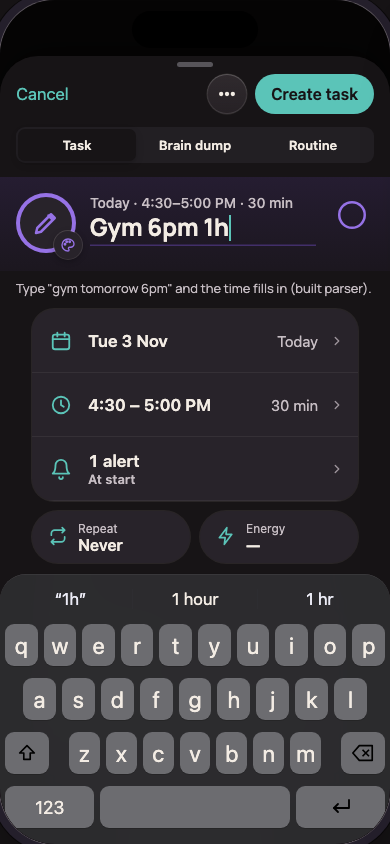 Cancel
Create task
Task
Brain dump
Routine
Today · 4:30–5:00 PM · 30 min
Gym 6pm 1h
Type "gym tomorrow 6pm" and the time fills in (built parser).
Tue 3 Nov
Today
4:30 – 5:00 PM
30 min
1 alert
At start
Repeat
Never
Energy
—
“1h”
1 hour
1 hr
q w e r t y u i o p
a s d f g h j k l
z x c v b n m
123